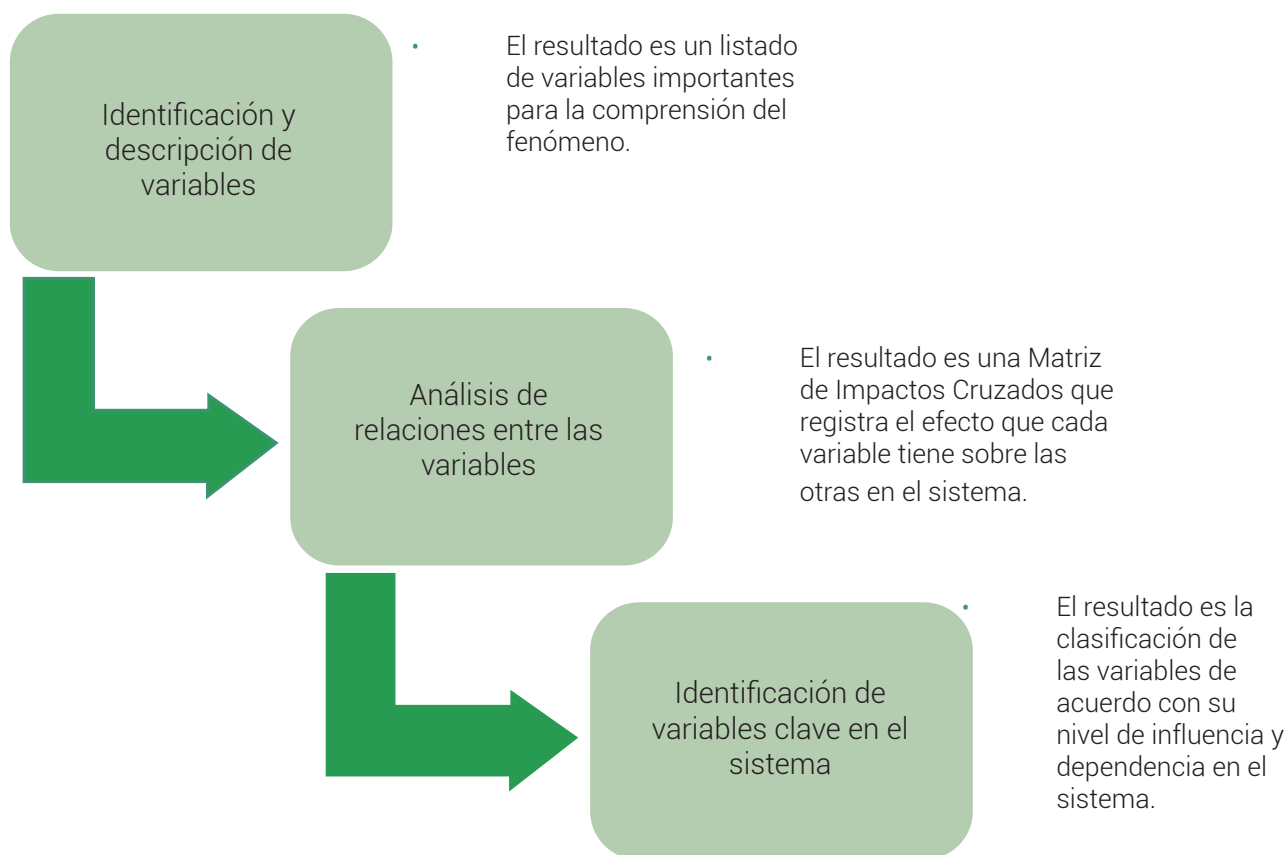 Identificación y
descripción de
variables
• El resultado es un listado
de variables importantes
para la comprensión del
fenómeno.
Análisis de
relaciones entre las
variables
• El resultado es una Matriz
de Impactos Cruzados que
registra el efecto que cada
variable tiene sobre las
otras en el sistema.
Identificación de
variables clave en el
sistema
• El resultado es la
clasificación de
las variables de
acuerdo con su
nivel de influencia y
dependencia en el
sistema.